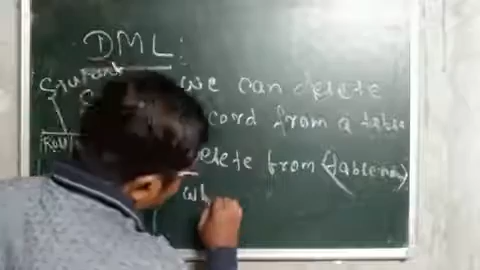 DML:
Student we can delete
cord from a table
Roll elete from (tablename)
wh